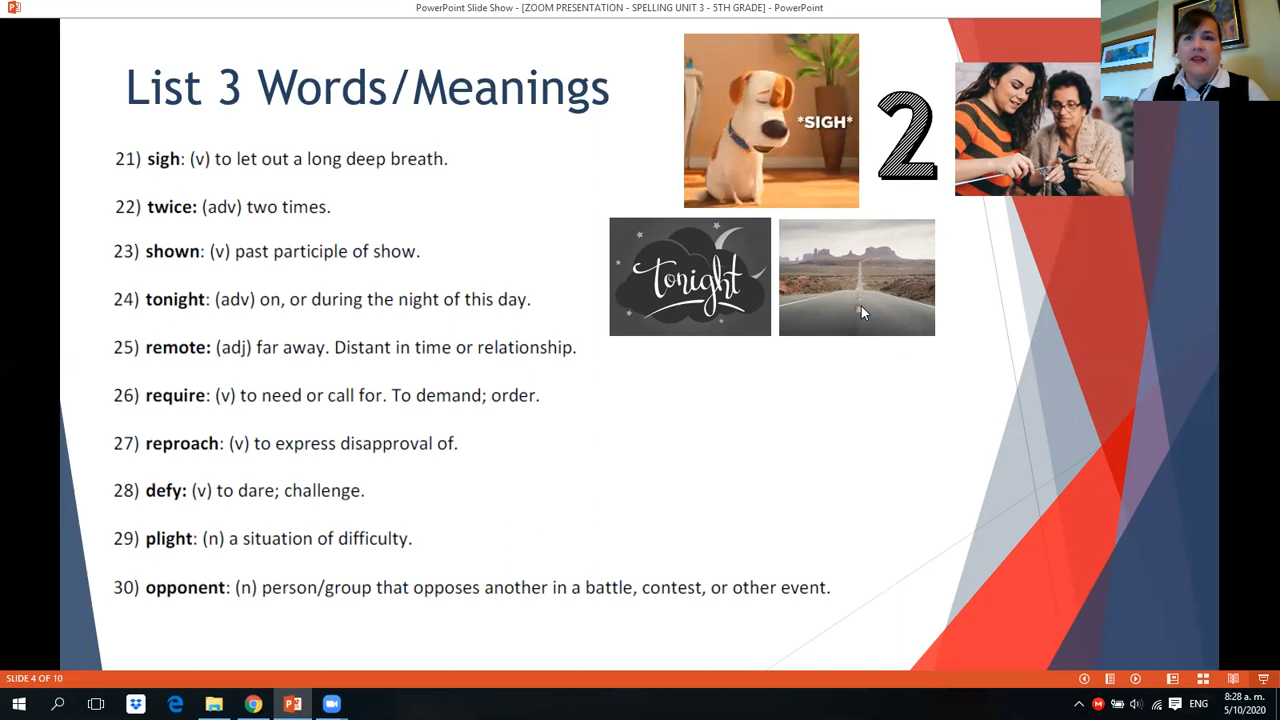 PowerPoint Slide Show - [ZOOM PRESENTATION - SPELLING UNIT 3 - 5TH GRADE] - PowerPoint
List 3 Words/Meanings
*SIGH*
2
21) sigh: (v) to let out a long deep breath.
22) twice: (adv) two times.
23) shown: (v) past participle of show.
tonight
24) tonight: (adv) on, or during the night of this day.
25) remote: (adj) far away. Distant in time or relationship.
26) require: (v) to need or call for. To demand; order.
27) reproach: (v) to express disapproval of.
28) defy: (v) to dare; challenge.
29) plight: (n) a situation of difficulty.
30) opponent: (n) person/group that opposes another in a battle, contest, or other event.
SLIDE 4 OF 10
ENG
8:28 a. m.
5/10/2020